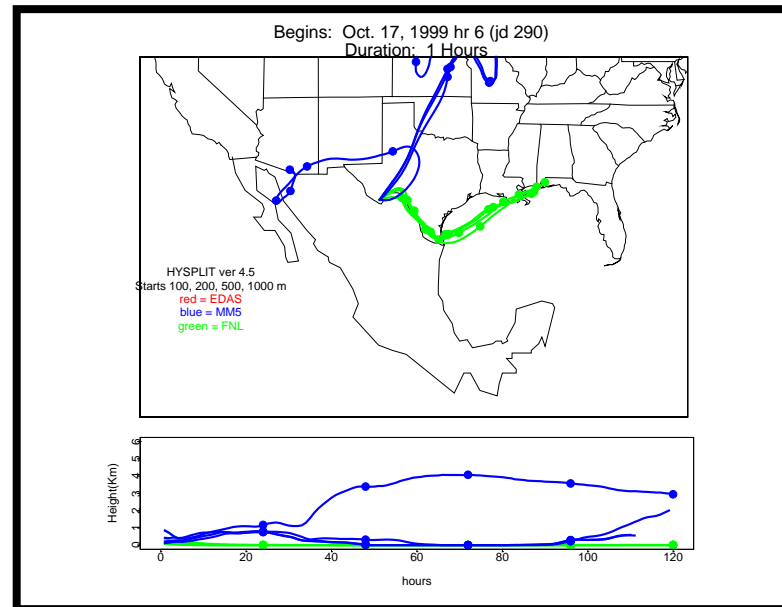 Begins:  Oct. 17, 1999 hr 6 (jd 290)
Duration:  1 Hours
HYSPLIT ver 4.5
Starts 100, 200, 500, 1000 m
red = EDAS
blue = MM5
green = FNL
Height(Km)
6
5
4
3
2
1
0
0 20 40 60 80 100 120
hours